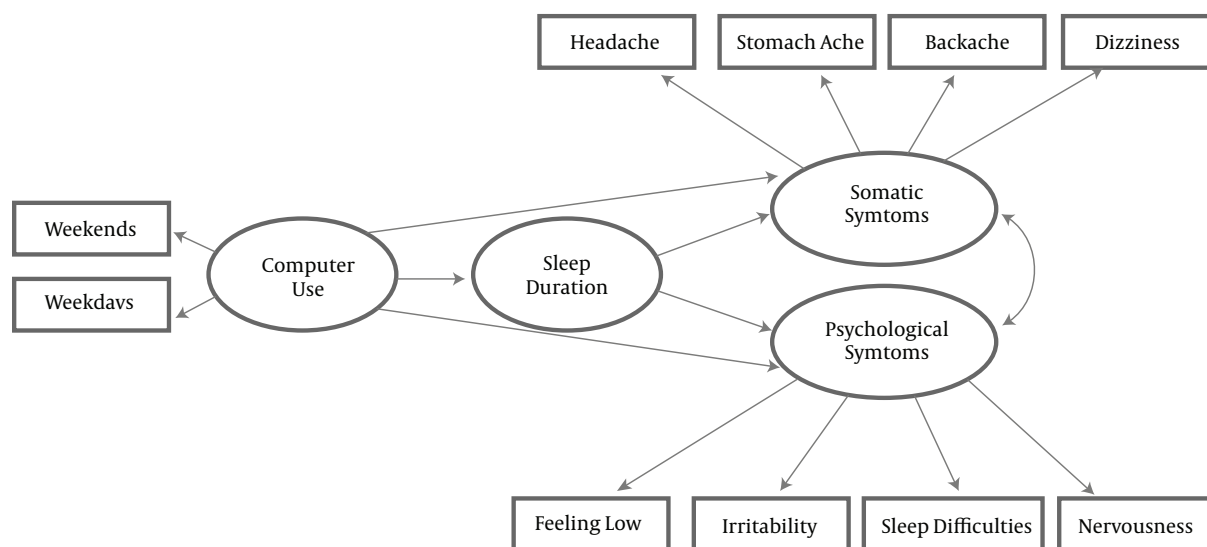 Headache
Stomach Ache
Backache
Dizziness
Somatic
Symtoms
Weekends
Computer
Use
Sleep
Duration
Weekdavs
Psychological
Symtoms
Feeling Low
Irritability
Sleep Difficulties
Nervousness